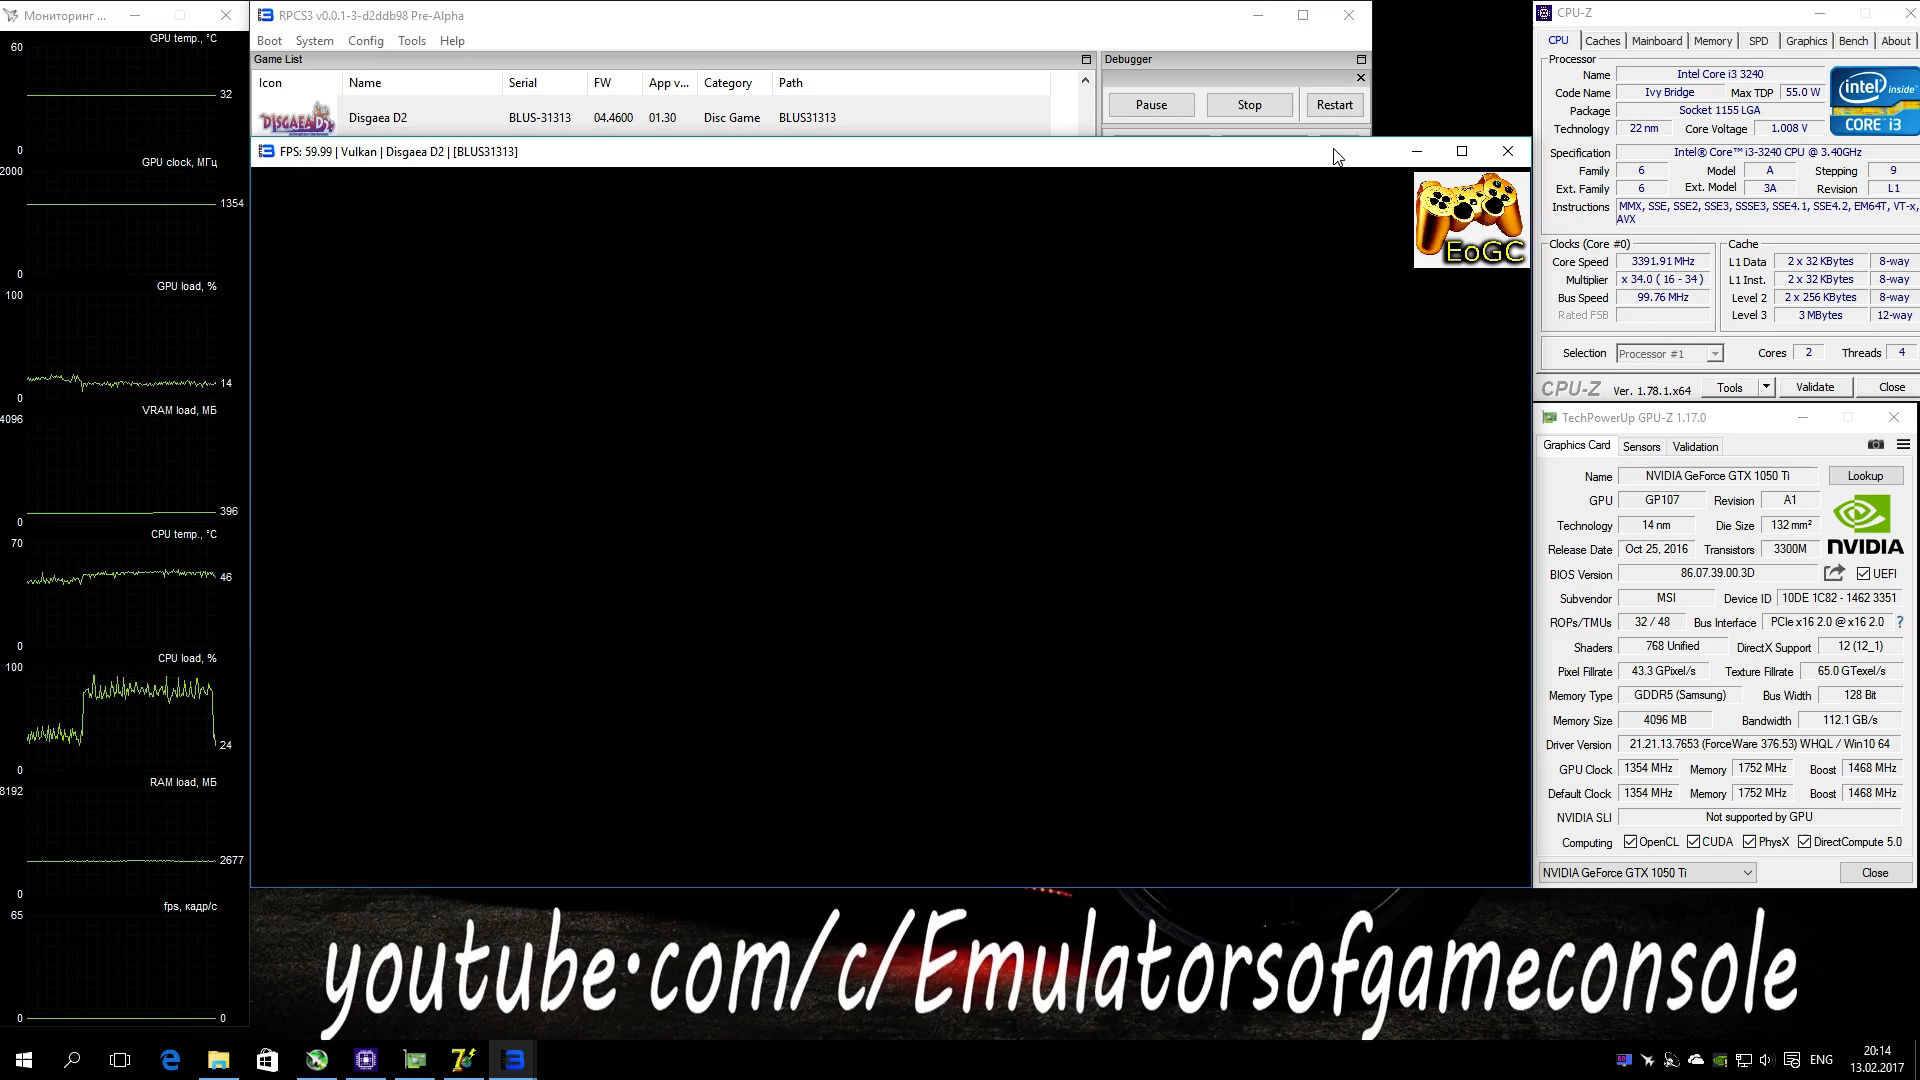 Мониторинг ...
GPU temp., °C
60
32
0
GPU clock, МГц
2000
1354
0
GPU load, %
100
14
0
VRAM load, МБ
4096
396
0
CPU temp., °C
70
46
0
CPU load, %
100
24
0
RAM load, МБ
8192
2677
0
fps, кадр/с
65
0
0
RPCS3 v0.0.1-3-d2ddb98 Pre-Alpha
Boot System Config Tools Help
Game List
Icon Name Serial FW App v... Category Path
DISGAEA D2 Disgaea D2 BLUS-31313 04.4600 01.30 Disc Game BLUS31313
Debugger
Pause Stop Restart
FPS: 59.99 | Vulkan | Disgaea D2 | [BLUS31313]
EoGC
CPU-Z
CPU Caches Mainboard Memory SPD Graphics Bench About
Processor
Name Intel Core i3 3240
Code Name Ivy Bridge Max TDP 55.0 W
Package Socket 1155 LGA
Technology 22 nm Core Voltage 1.008 V
intel inside™
CORE i3
Specification Intel® Core™ i3-3240 CPU @ 3.40GHz
Family 6 Model A Stepping 9
Ext. Family 6 Ext. Model 3A Revision L1
Instructions MMX, SSE, SSE2, SSE3, SSSE3, SSE4.1, SSE4.2, EM64T, VT-x,
AVX
Clocks (Core #0) Cache
Core Speed 3391.91 MHz L1 Data 2 x 32 KBytes 8-way
Multiplier x 34.0 ( 16 - 34 ) L1 Inst. 2 x 32 KBytes 8-way
Bus Speed 99.76 MHz Level 2 2 x 256 KBytes 8-way
Rated FSB Level 3 3 MBytes 12-way
Selection Processor #1 Cores 2 Threads 4
CPU-Z Ver. 1.78.1.x64 Tools Validate Close
TechPowerUp GPU-Z 1.17.0
Graphics Card Sensors Validation
Name NVIDIA GeForce GTX 1050 Ti Lookup
GPU GP107 Revision A1
Technology 14 nm Die Size 132 mm²
Release Date Oct 25, 2016 Transistors 3300M
NVIDIA
BIOS Version 86.07.39.00.3D UEFI
Subvendor MSI Device ID 10DE 1C82 - 1462 3351
ROPs/TMUs 32 / 48 Bus Interface PCIe x16 2.0 @ x16 2.0 ?
Shaders 768 Unified DirectX Support 12 (12_1)
Pixel Fillrate 43.3 GPixel/s Texture Fillrate 65.0 GTexel/s
Memory Type GDDR5 (Samsung) Bus Width 128 Bit
Memory Size 4096 MB Bandwidth 112.1 GB/s
Driver Version 21.21.13.7653 (ForceWare 376.53) WHQL / Win10 64
GPU Clock 1354 MHz Memory 1752 MHz Boost 1468 MHz
Default Clock 1354 MHz Memory 1752 MHz Boost 1468 MHz
NVIDIA SLI Not supported by GPU
Computing OpenCL CUDA PhysX DirectCompute 5.0
NVIDIA GeForce GTX 1050 Ti Close
youtube.com/c/Emulatorsofgameconsole
ENG
20:14
13.02.2017